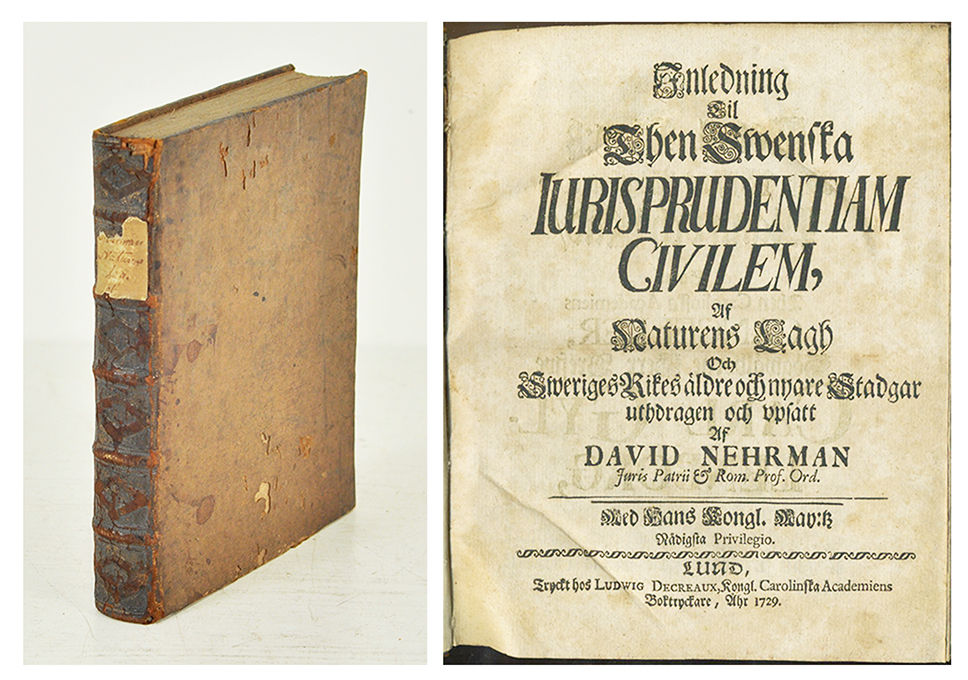 Inledning
Til
Then Swenska
IURISPRUDENTIAM
CIVILEM,
Af
Naturens Lagh
Och
Sweriges Rikes äldre och nyare Stadgar
uthdragen och vpsatt
Af
DAVID NEHRMAN
Juris Patrii & Rom. Prof. Ord.
Med Hans Kongl. May:tz
Nådigsta Privilegio.
LUND,
Tryckt hos LUDWIG DECREAUX, Kongl. Carolinska Academiens
Boktryckare, Åhr 1729.